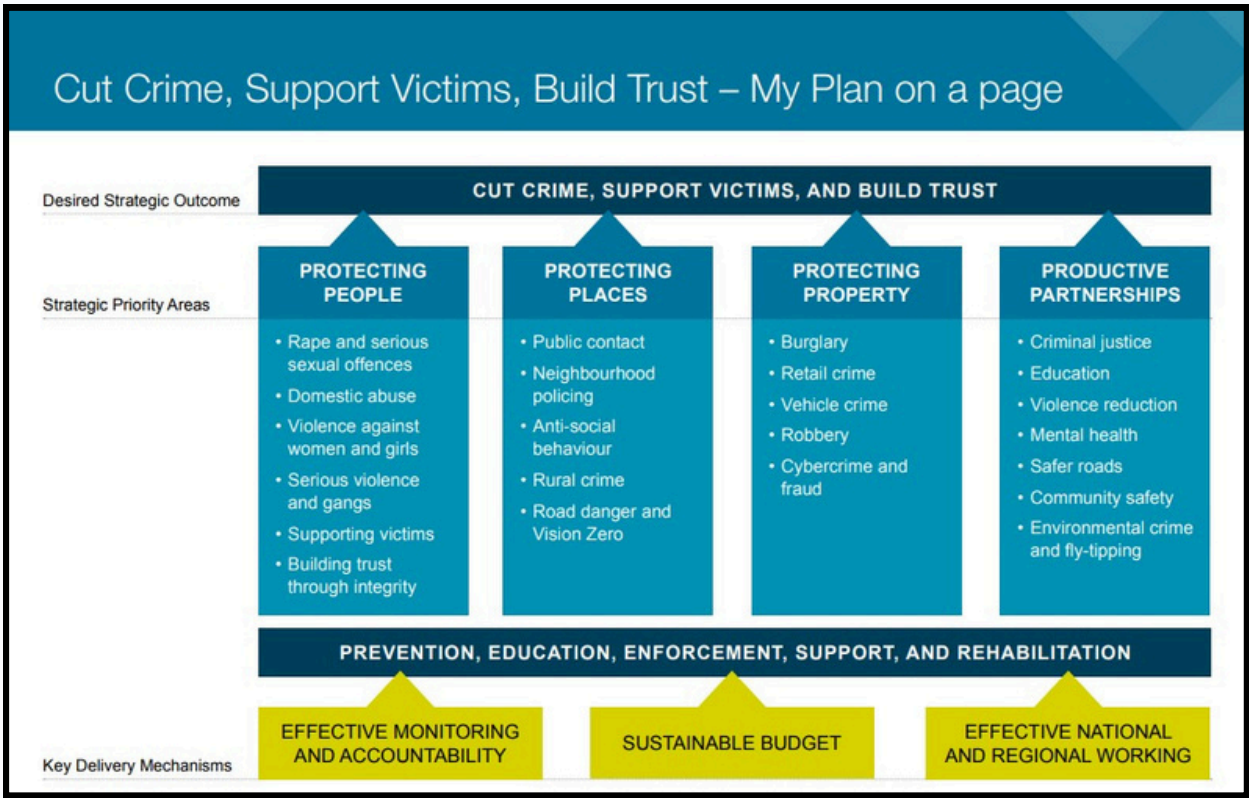 Cut Crime, Support Victims, Build Trust – My Plan on a page
Desired Strategic Outcome
CUT CRIME, SUPPORT VICTIMS, AND BUILD TRUST
Strategic Priority Areas
PROTECTING
PEOPLE
• Rape and serious
sexual offences
• Domestic abuse
• Violence against
women and girls
• Serious violence
and gangs
• Supporting victims
• Building trust
through integrity
PROTECTING
PLACES
• Public contact
• Neighbourhood
policing
• Anti-social
behaviour
• Rural crime
• Road danger and
Vision Zero
PROTECTING
PROPERTY
• Burglary
• Retail crime
• Vehicle crime
• Robbery
• Cybercrime and
fraud
PRODUCTIVE
PARTNERSHIPS
• Criminal justice
• Education
• Violence reduction
• Mental health
• Safer roads
• Community safety
• Environmental crime
and fly-tipping
PREVENTION, EDUCATION, ENFORCEMENT, SUPPORT, AND REHABILITATION
Key Delivery Mechanisms
EFFECTIVE MONITORING
AND ACCOUNTABILITY
SUSTAINABLE BUDGET
EFFECTIVE NATIONAL
AND REGIONAL WORKING